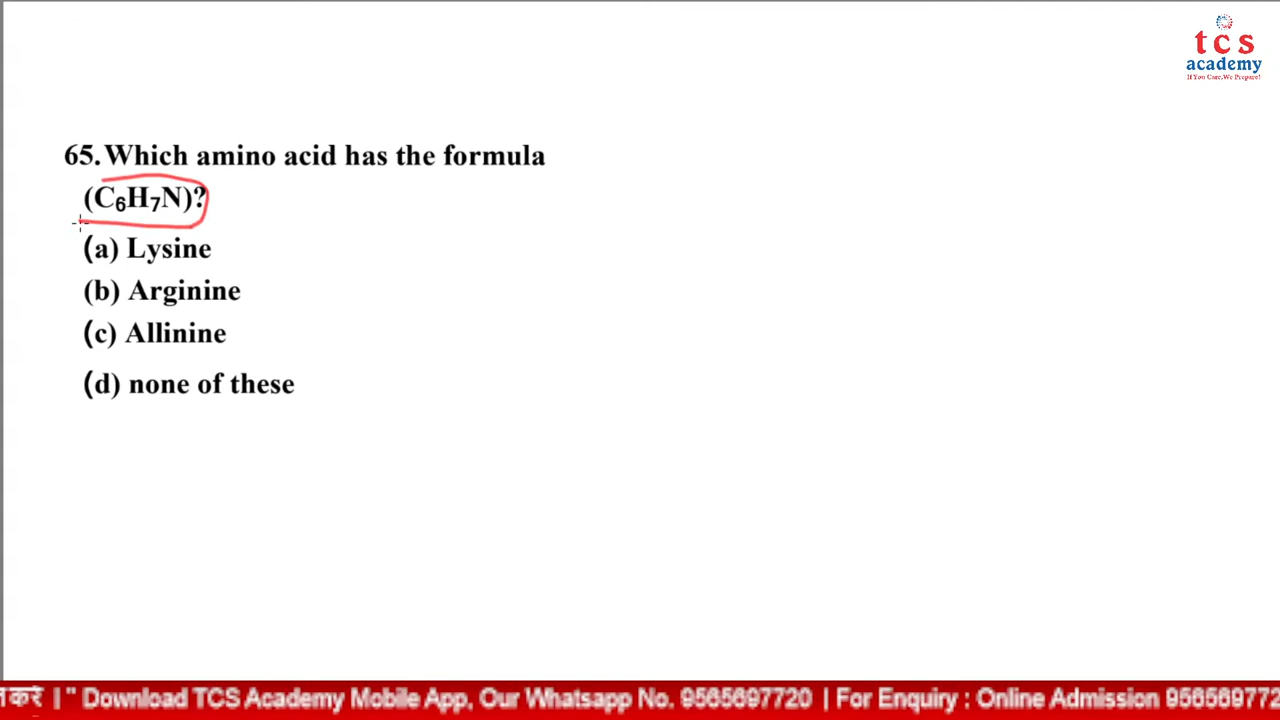 tcs
academy
If You Care,We Prepare!
65.Which amino acid has the formula
(C₆H₇N)?
(a) Lysine
(b) Arginine
(c) Allinine
(d) none of these
करें | " Download TCS Academy Mobile App, Our Whatsapp No. 9565697720 | For Enquiry : Online Admission 956569772